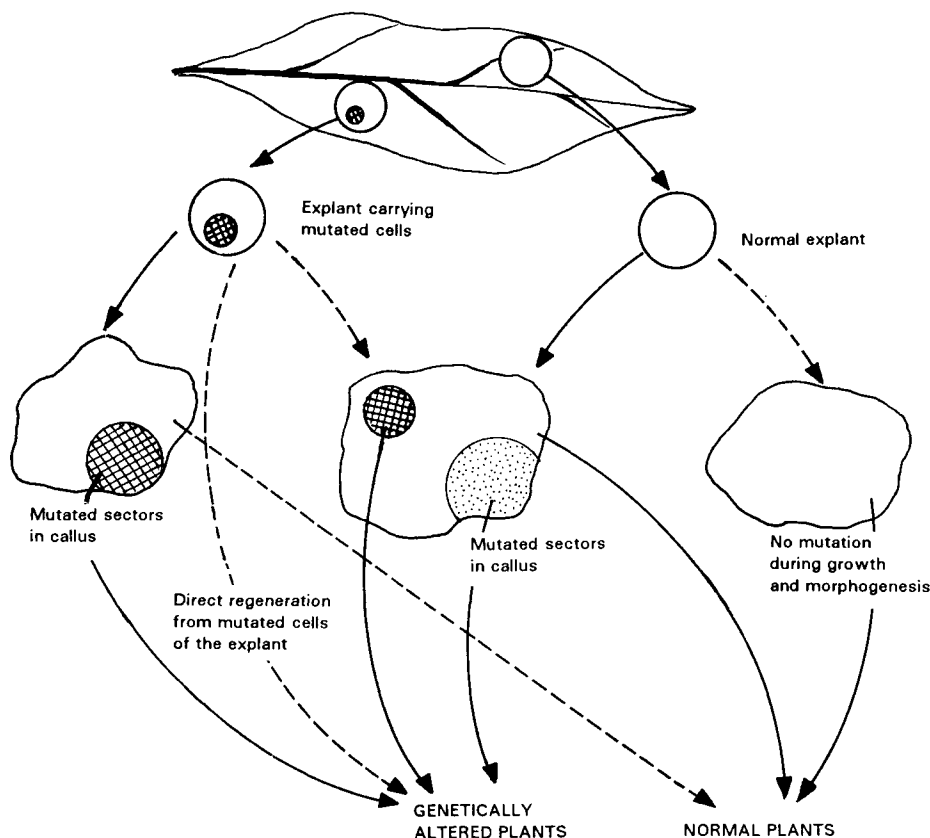 Explant carrying
mutated cells
Normal explant
Mutated sectors
in callus
Mutated sectors
in callus
No mutation
during growth
and morphogenesis
Direct regeneration
from mutated cells
of the explant
GENETICALLY
ALTERED PLANTS
NORMAL PLANTS